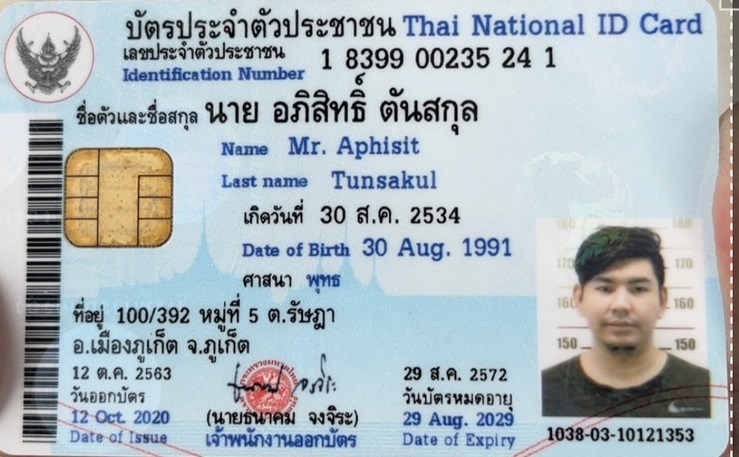 บัตรประจำตัวประชาชน Thai National ID Card
เลขประจำตัวประชาชน
Identification Number 1 8399 00235 24 1
ชื่อตัวและชื่อสกุล นาย อภิสิทธิ์ ตันสกุล
Name Mr. Aphisit
Last name Tunsakul
เกิดวันที่ 30 ส.ค. 2534
Date of Birth 30 Aug. 1991
ศาสนา พุทธ
ที่อยู่ 100/392 หมู่ที่ 5 ต.รัษฎา
อ.เมืองภูเก็ต จ.ภูเก็ต
12 ต.ค. 2563
วันออกบัตร
12 Oct. 2020
Date of Issue
(นายธนาคม จงจิระ)
เจ้าพนักงานออกบัตร
29 ส.ค. 2572
วันบัตรหมดอายุ
29 Aug. 2029
Date of Expiry
180 180
170 170
160 160
150 150
1038-03-10121353